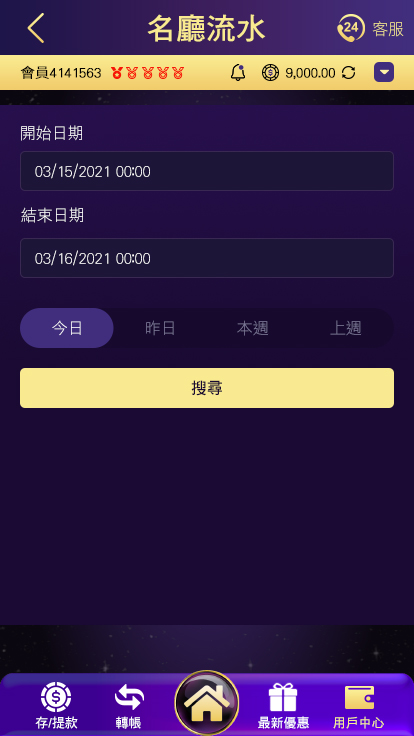 名廳流水
24 客服
會員4141563 9,000.00
開始日期
03/15/2021 00:00
結束日期
03/16/2021 00:00
今日 昨日 本週 上週
搜尋
存/提款 轉帳 最新優惠 用戶中心